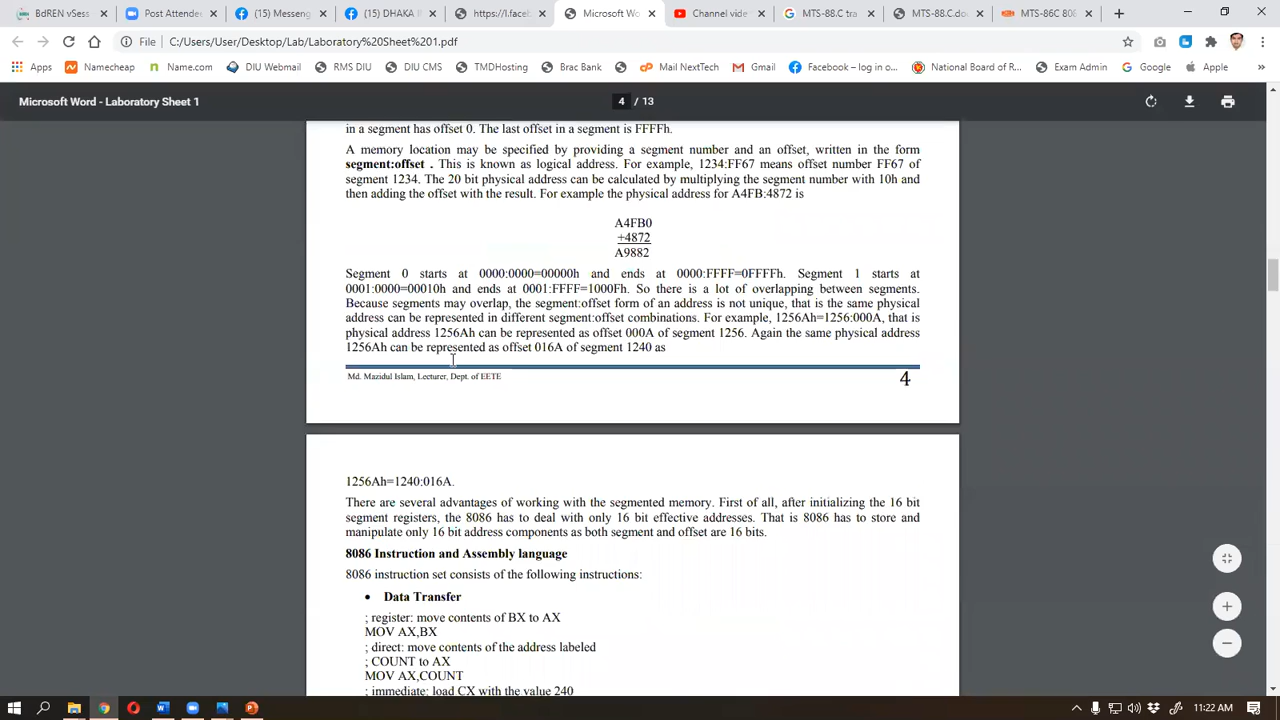 BdREN vSess
Post Attende
(15) Messeng
(15) DHAKA I
https://l.facel
Microsoft Wo
Channel vide
MTS-88.C tra
MTS-88.C.do
MTS-86C 808
File
C:/Users/User/Desktop/Lab/Laboratory%20Sheet%201.pdf
Apps Namecheap Name.com DIU Webmail RMS DIU DIU CMS TMDHosting Brac Bank Mail NextTech Gmail Facebook – log in o... National Board of R... Exam Admin Google Apple »
Microsoft Word - Laboratory Sheet 1
4 / 13
in a segment has offset 0. The last offset in a segment is FFFFh.
A memory location may be specified by providing a segment number and an offset, written in the form
segment:offset . This is known as logical address. For example, 1234:FF67 means offset number FF67 of
segment 1234. The 20 bit physical address can be calculated by multiplying the segment number with 10h and
then adding the offset with the result. For example the physical address for A4FB:4872 is
A4FB0
+4872
A9882
Segment 0 starts at 0000:0000=00000h and ends at 0000:FFFF=0FFFFh. Segment 1 starts at
0001:0000=00010h and ends at 0001:FFFF=1000Fh. So there is a lot of overlapping between segments.
Because segments may overlap, the segment:offset form of an address is not unique, that is the same physical
address can be represented in different segment:offset combinations. For example, 1256Ah=1256:000A, that is
physical address 1256Ah can be represented as offset 000A of segment 1256. Again the same physical address
1256Ah can be represented as offset 016A of segment 1240 as
Md. Mazidul Islam, Lecturer, Dept. of EETE
4
1256Ah=1240:016A.
There are several advantages of working with the segmented memory. First of all, after initializing the 16 bit
segment registers, the 8086 has to deal with only 16 bit effective addresses. That is 8086 has to store and
manipulate only 16 bit address components as both segment and offset are 16 bits.
8086 Instruction and Assembly language
8086 instruction set consists of the following instructions:
• Data Transfer
; register: move contents of BX to AX
MOV AX,BX
; direct: move contents of the address labeled
; COUNT to AX
MOV AX,COUNT
; immediate: load CX with the value 240
11:22 AM